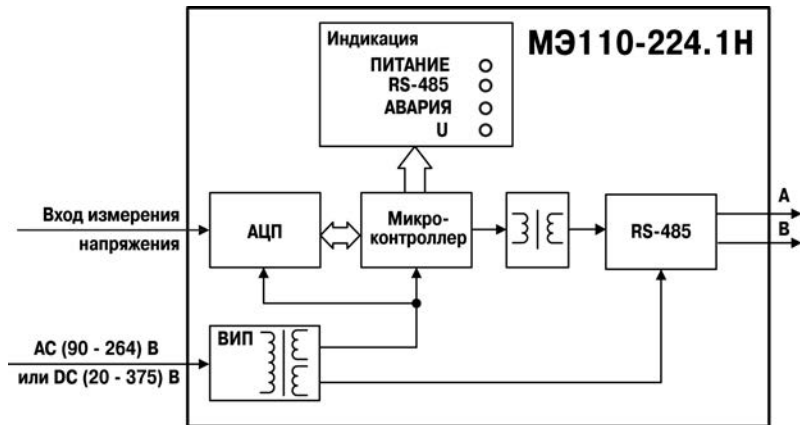 МЭ110-224.1Н
Индикация
ПИТАНИЕ
RS-485
АВАРИЯ
U
Вход измерения
напряжения
АЦП
Микро-
контроллер
RS-485
A
B
ВИП
AC (90 - 264) В
или DC (20 - 375) В